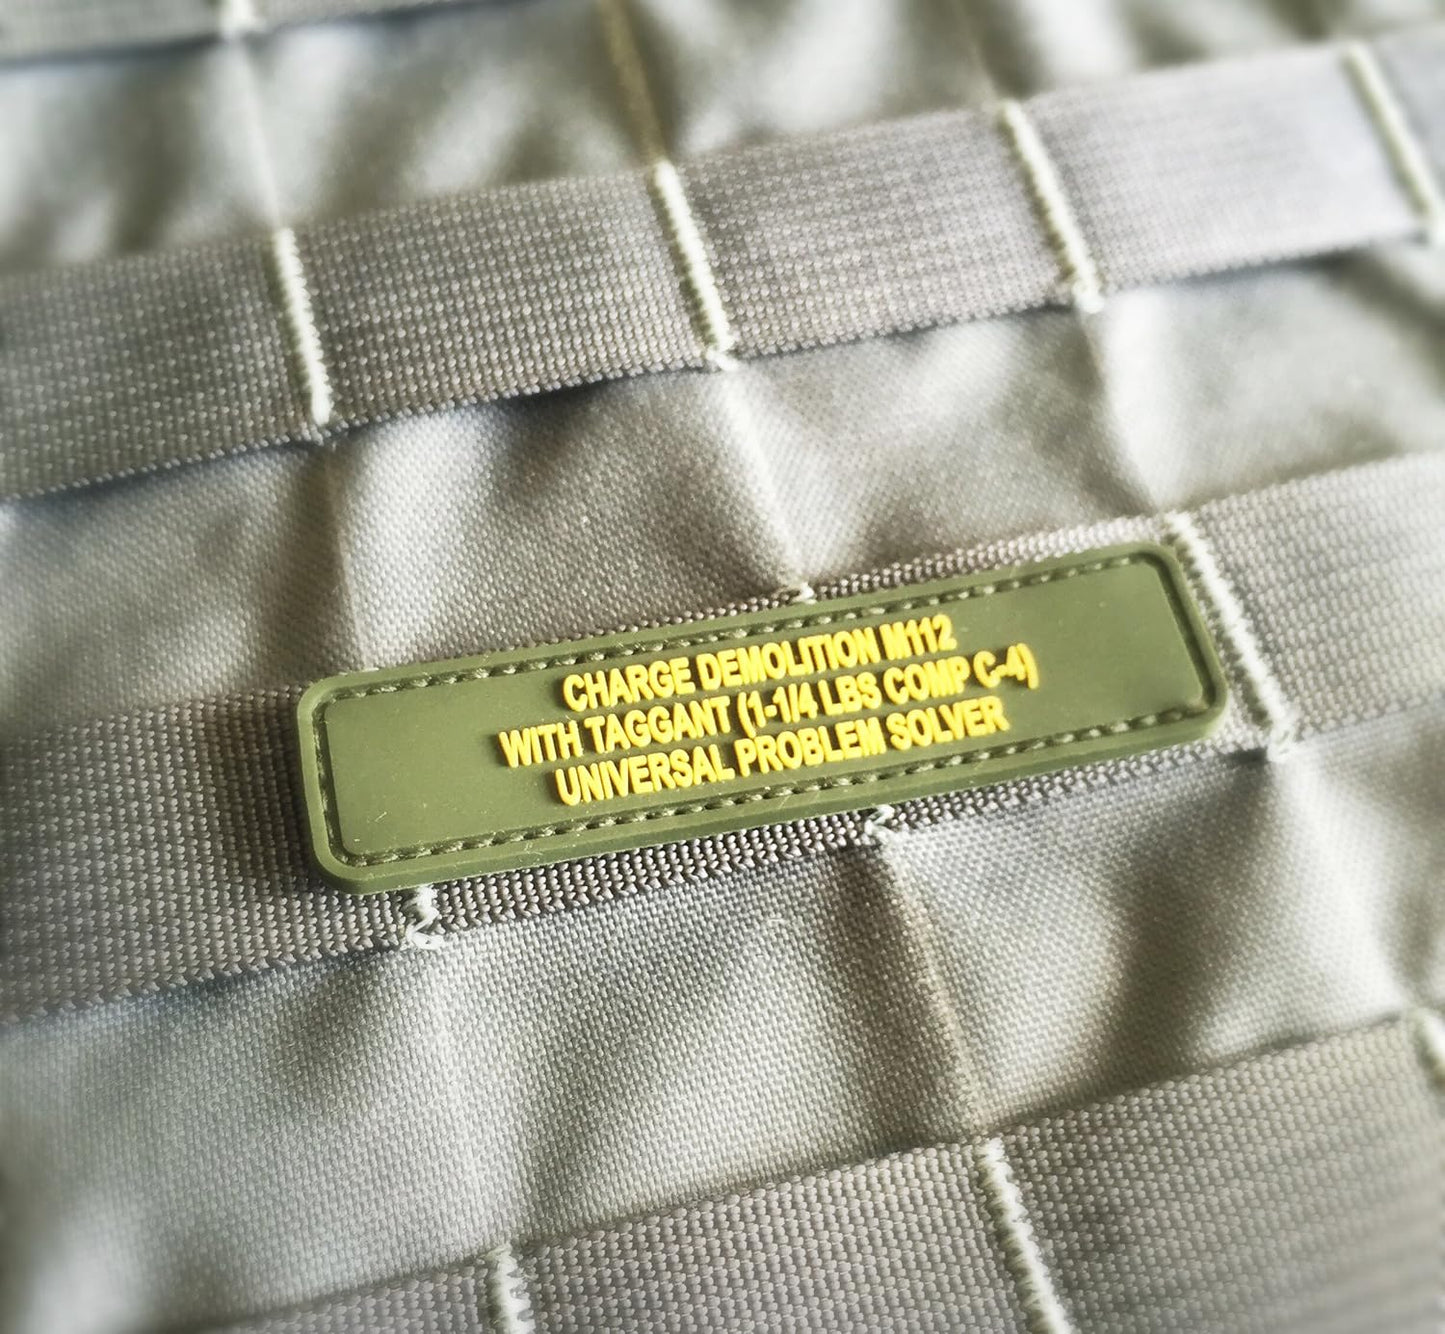 CHARGE DEMOLITION M112
WITH TAGGANT (1-1/4 LBS COMP C-4)
UNIVERSAL PROBLEM SOLVER